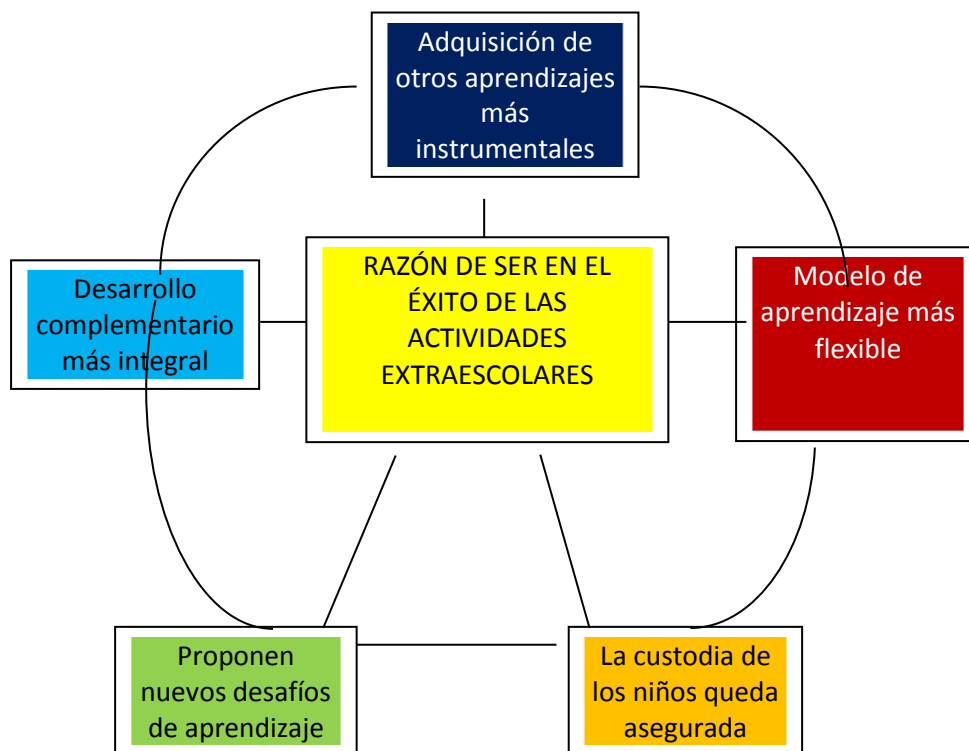 Adquisición de
otros aprendizajes
más
instrumentales
Desarrollo
complementario
más integral
RAZÓN DE SER EN EL
ÉXITO DE LAS
ACTIVIDADES
EXTRAESCOLARES
Modelo de
aprendizaje más
flexible
Proponen
nuevos desafíos
de aprendizaje
La custodia de
los niños queda
asegurada